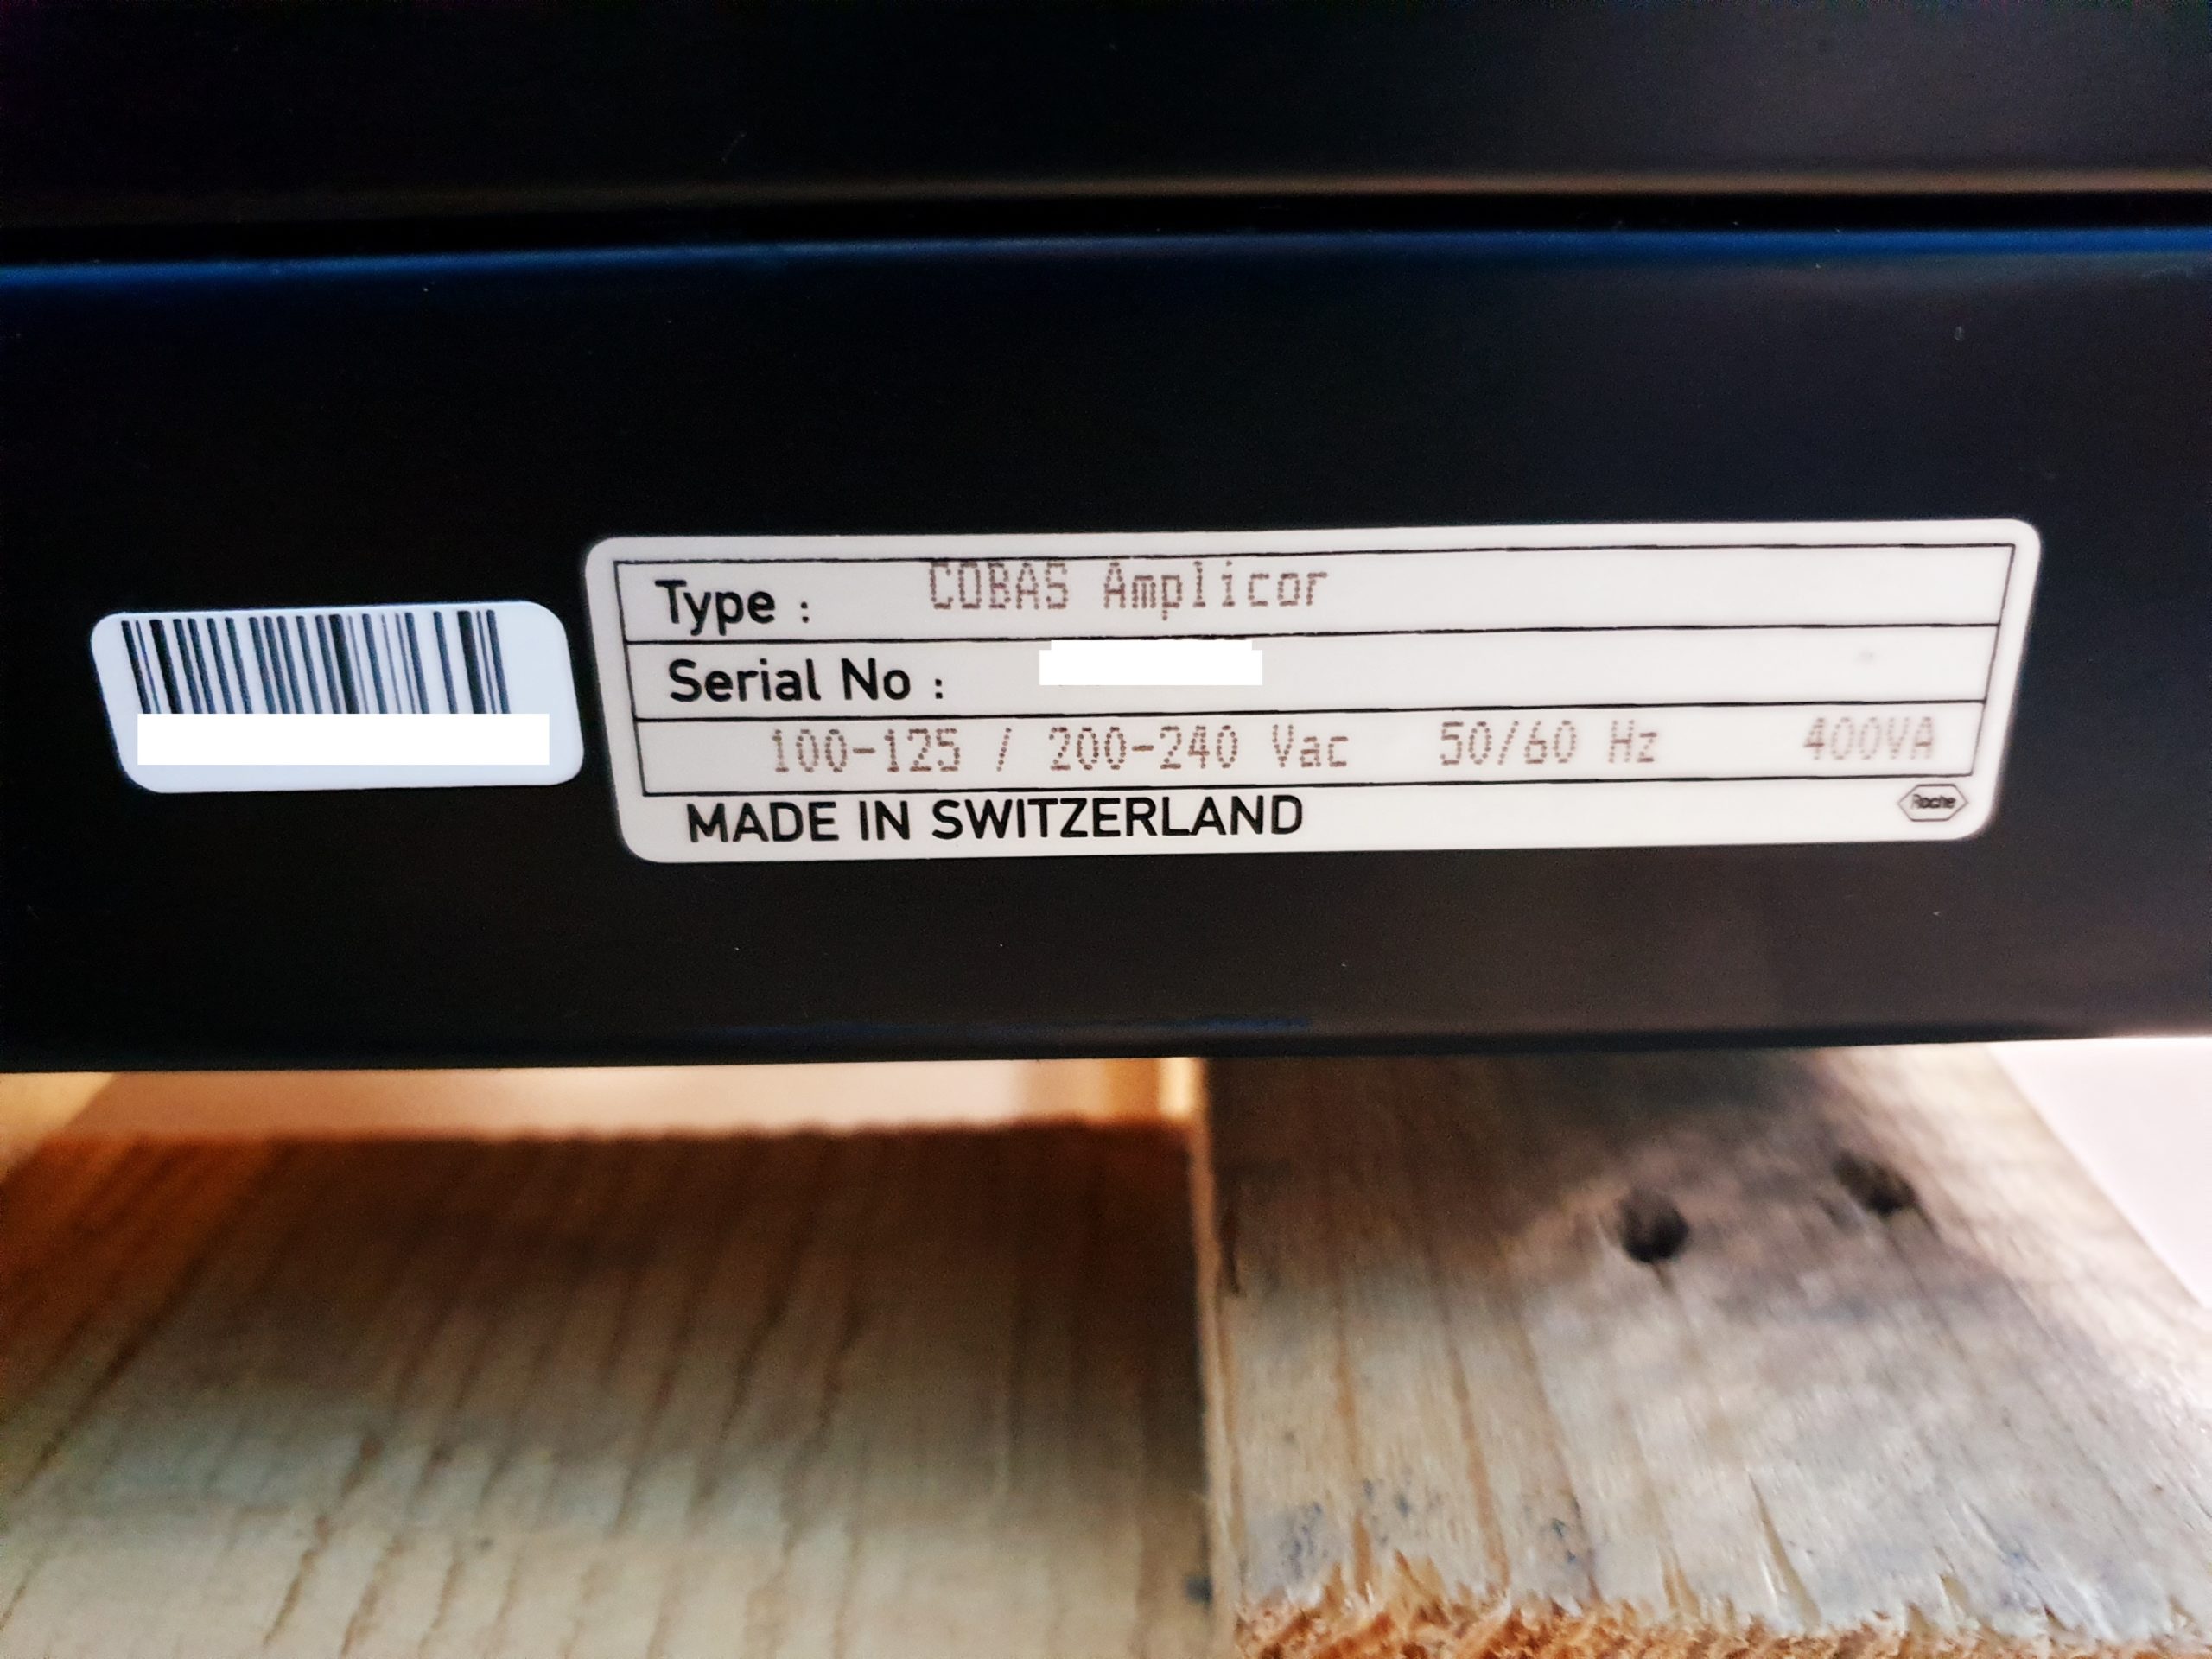 Type : COBAS Amplicor
Serial No :
100-125 / 200-240 Vac 50/60 Hz 400VA
MADE IN SWITZERLAND
Roche